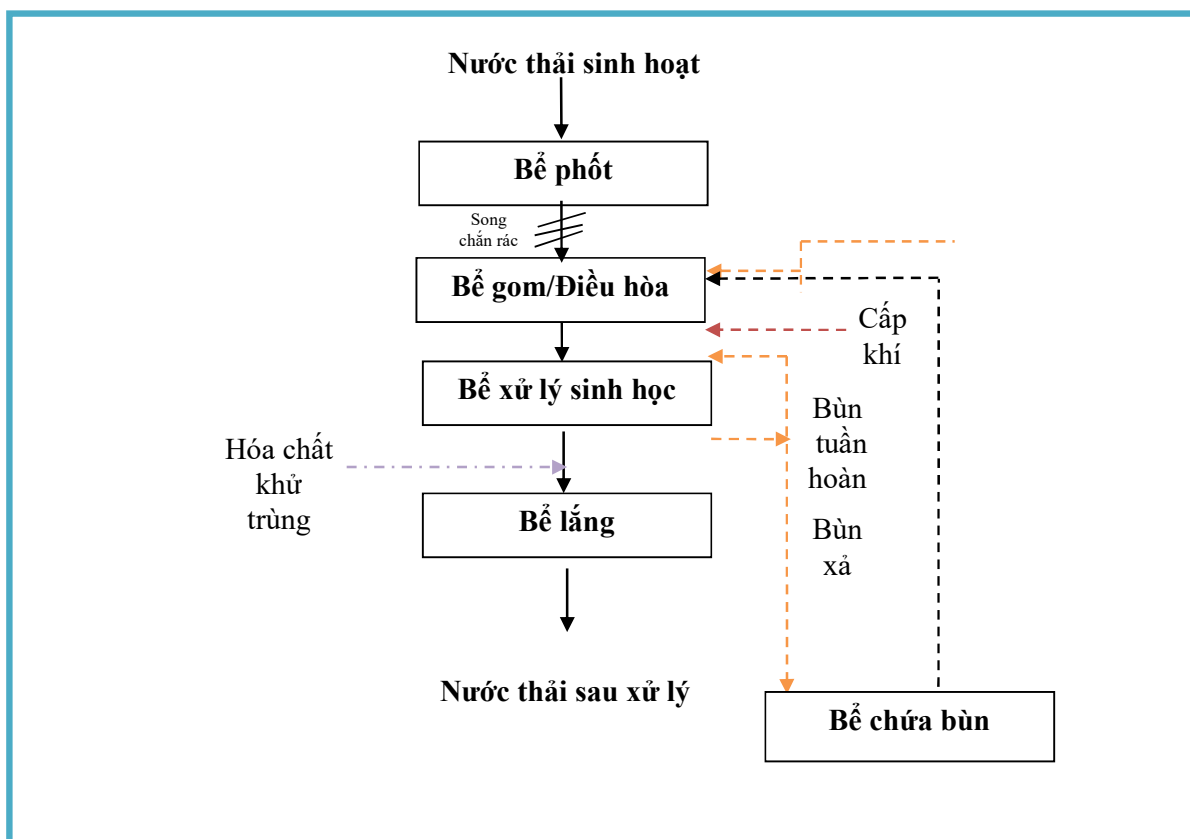 Nước thải sinh hoạt
Bể phốt
Song
chắn rác
Bể gom/Điều hòa
Cấp
khí
Bể xử lý sinh học
Bùn
tuần
hoàn
Hóa chất
khử
trùng
Bể lắng
Bùn
xả
Nước thải sau xử lý
Bể chứa bùn